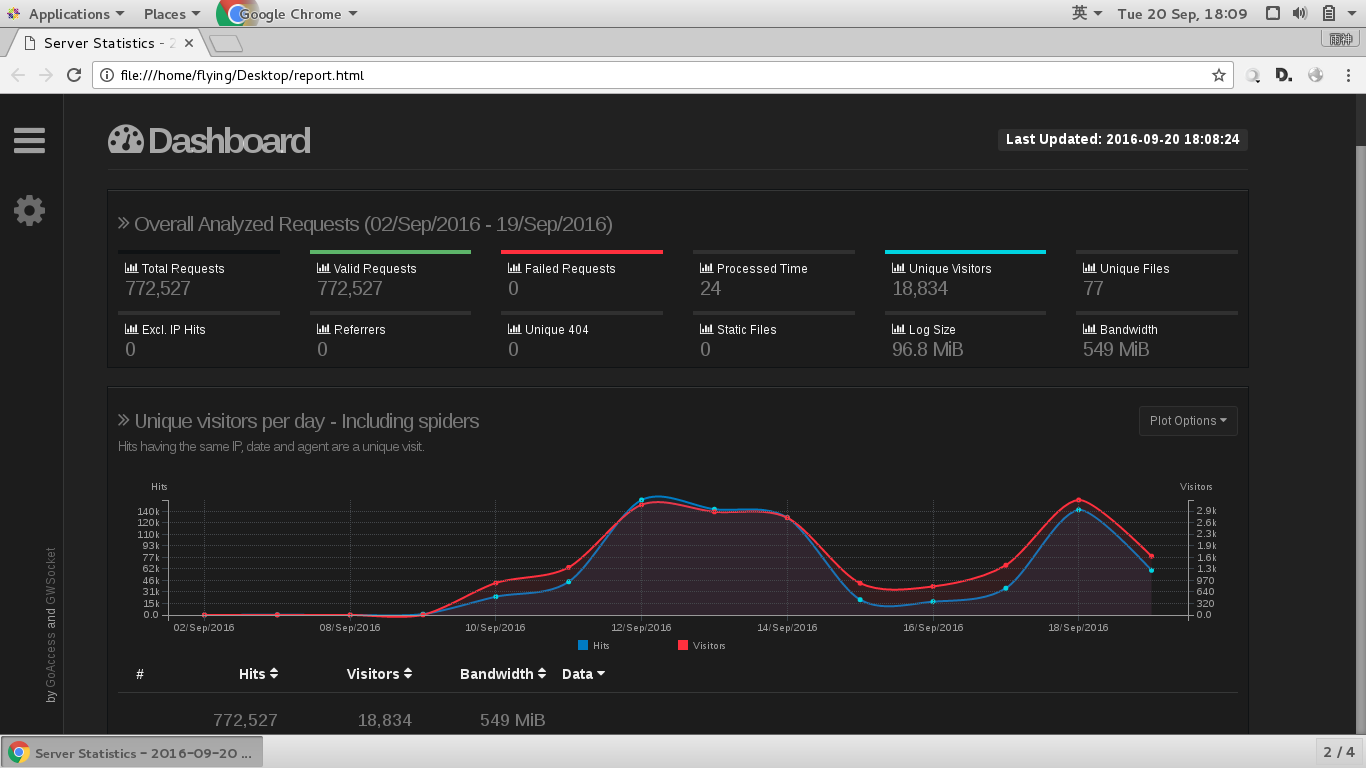 Applications Places Google Chrome 英 Tue 20 Sep, 18:09
Server Statistics - 2 雨神
file:///home/flying/Desktop/report.html D.
Dashboard
Last Updated: 2016-09-20 18:08:24
Overall Analyzed Requests (02/Sep/2016 - 19/Sep/2016)
Total Requests Valid Requests Failed Requests Processed Time Unique Visitors Unique Files
772,527 772,527 0 24 18,834 77
Excl. IP Hits Referrers Unique 404 Static Files Log Size Bandwidth
0 0 0 0 96.8 MiB 549 MiB
Unique visitors per day - Including spiders
Plot Options
Hits having the same IP, date and agent are a unique visit.
Hits Visitors
140k 2.9k
120k 2.6k
110k 2.3k
93k 1.9k
77k 1.6k
62k 1.3k
46k 970
31k 640
15k 320
0.0 0.0
02/Sep/2016 08/Sep/2016 10/Sep/2016 12/Sep/2016 14/Sep/2016 16/Sep/2016 18/Sep/2016
Hits Visitors
# Hits Visitors Bandwidth Data
772,527 18,834 549 MiB
by GoAccess and GWSocket
Server Statistics - 2016-09-20 ... 2 / 4